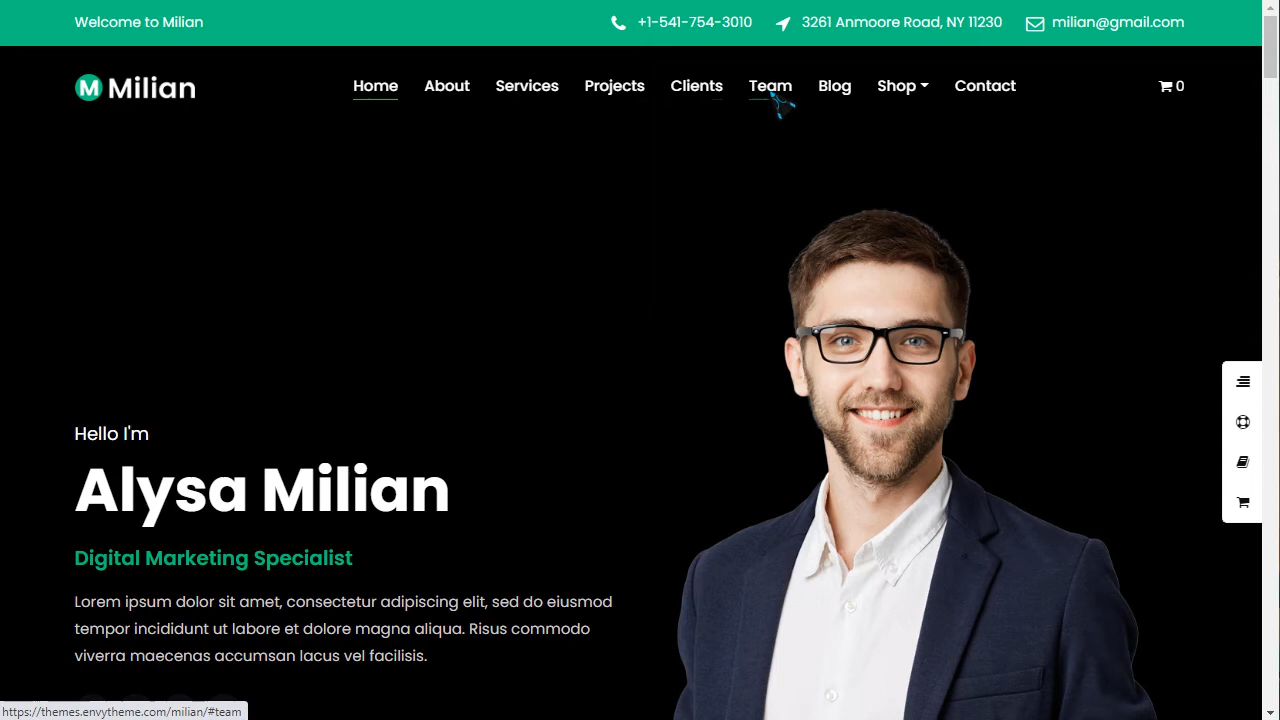 Welcome to Milian
+1-541-754-3010
3261 Anmoore Road, NY 11230
milian@gmail.com
M Milian
Home About Services Projects Clients Team Blog Shop Contact
0
Hello I'm
Alysa Milian
Digital Marketing Specialist
Lorem ipsum dolor sit amet, consectetur adipiscing elit, sed do eiusmod
tempor incididunt ut labore et dolore magna aliqua. Risus commodo
viverra maecenas accumsan lacus vel facilisis.
https://themes.envytheme.com/milian/#team